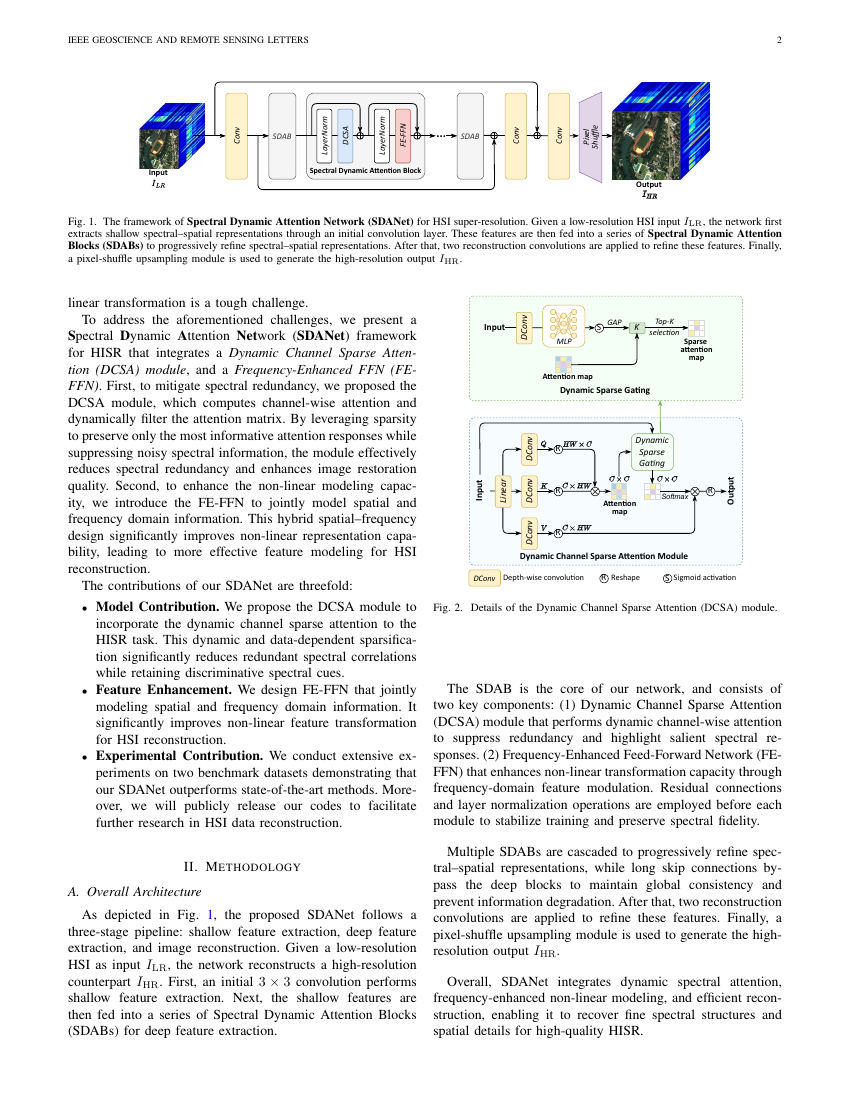 IEEE GEOSCIENCE AND REMOTE SENSING LETTERS 2
Input
I_LR
Conv
SDAB
LayerNorm
DCSA
LayerNorm
FE-FFN
Spectral Dynamic Attention Block
SDAB
Conv
Conv
Pixel
Shuffle
Output
I_HR
Fig. 1. The framework of Spectral Dynamic Attention Network (SDANet) for HSI super-resolution. Given a low-resolution HSI input I_LR, the network first
extracts shallow spectral–spatial representations through an initial convolution layer. These features are then fed into a series of Spectral Dynamic Attention
Blocks (SDABs) to progressively refine spectral–spatial representations. After that, two reconstruction convolutions are applied to refine these features. Finally,
a pixel-shuffle upsampling module is used to generate the high-resolution output I_HR.
linear transformation is a tough challenge.
To address the aforementioned challenges, we present a
Spectral Dynamic Attention Network (SDANet) framework
for HISR that integrates a Dynamic Channel Sparse Atten-
tion (DCSA) module, and a Frequency-Enhanced FFN (FE-
FFN). First, to mitigate spectral redundancy, we proposed the
DCSA module, which computes channel-wise attention and
dynamically filter the attention matrix. By leveraging sparsity
to preserve only the most informative attention responses while
suppressing noisy spectral information, the module effectively
reduces spectral redundancy and enhances image restoration
quality. Second, to enhance the non-linear modeling capac-
ity, we introduce the FE-FFN to jointly model spatial and
frequency domain information. This hybrid spatial–frequency
design significantly improves non-linear representation capa-
bility, leading to more effective feature modeling for HSI
reconstruction.
The contributions of our SDANet are threefold:
• Model Contribution. We propose the DCSA module to
incorporate the dynamic channel sparse attention to the
HISR task. This dynamic and data-dependent sparsifica-
tion significantly reduces redundant spectral correlations
while retaining discriminative spectral cues.
• Feature Enhancement. We design FE-FFN that jointly
modeling spatial and frequency domain information. It
significantly improves non-linear feature transformation
for HSI reconstruction.
• Experimental Contribution. We conduct extensive ex-
periments on two benchmark datasets demonstrating that
our SDANet outperforms state-of-the-art methods. More-
over, we will publicly release our codes to facilitate
further research in HSI data reconstruction.
II. METHODOLOGY
A. Overall Architecture
As depicted in Fig. 1, the proposed SDANet follows a
three-stage pipeline: shallow feature extraction, deep feature
extraction, and image reconstruction. Given a low-resolution
HSI as input I_LR, the network reconstructs a high-resolution
counterpart I_HR. First, an initial 3 × 3 convolution performs
shallow feature extraction. Next, the shallow features are
then fed into a series of Spectral Dynamic Attention Blocks
(SDABs) for deep feature extraction.
Input
DConv
MLP
S
GAP
K
Top-K
selection
Sparse
attention
map
Attention map
Dynamic Sparse Gating
Input
Linear
DConv
Q
R
HW × C
DConv
K
R
C × HW
DConv
V
R
C × HW
C × C
Attention
map
Dynamic
Sparse
Gating
C × C
Softmax
R
Output
Dynamic Channel Sparse Attention Module
DConv Depth-wise convolution R Reshape S Sigmoid activation
Fig. 2. Details of the Dynamic Channel Sparse Attention (DCSA) module.
The SDAB is the core of our network, and consists of
two key components: (1) Dynamic Channel Sparse Attention
(DCSA) module that performs dynamic channel-wise attention
to suppress redundancy and highlight salient spectral re-
sponses. (2) Frequency-Enhanced Feed-Forward Network (FE-
FFN) that enhances non-linear transformation capacity through
frequency-domain feature modulation. Residual connections
and layer normalization operations are employed before each
module to stabilize training and preserve spectral fidelity.
Multiple SDABs are cascaded to progressively refine spec-
tral–spatial representations, while long skip connections by-
pass the deep blocks to maintain global consistency and
prevent information degradation. After that, two reconstruction
convolutions are applied to refine these features. Finally, a
pixel-shuffle upsampling module is used to generate the high-
resolution output I_HR.
Overall, SDANet integrates dynamic spectral attention,
frequency-enhanced non-linear modeling, and efficient recon-
struction, enabling it to recover fine spectral structures and
spatial details for high-quality HISR.